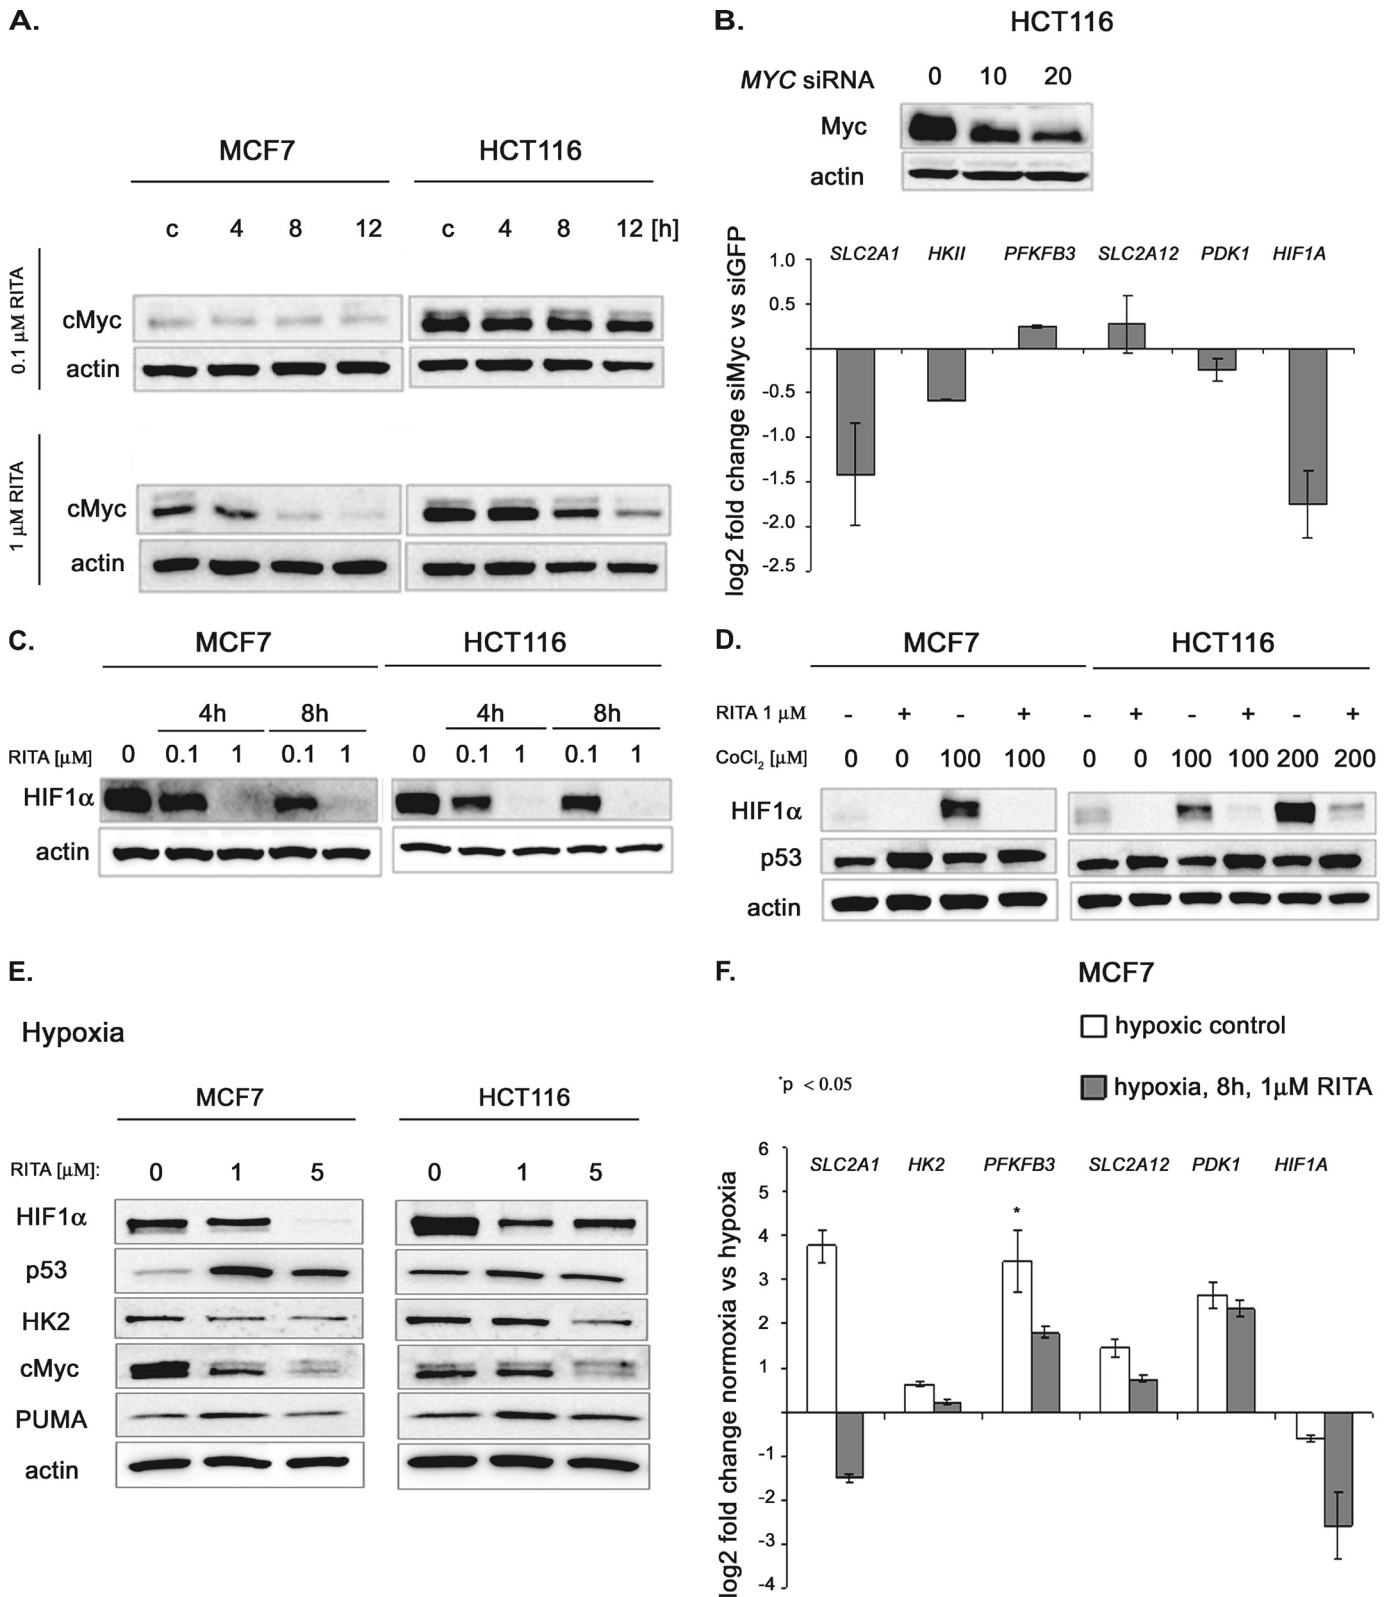 A.
MCF7 HCT116
c 4 8 12 c 4 8 12 [h]
0.1 µM RITA
cMyc
actin
1 µM RITA
cMyc
actin
B.
HCT116
MYC siRNA 0 10 20
Myc
actin
log2 fold change siMyc vs siGFP
SLC2A1 HKII PFKFB3 SLC2A12 PDK1 HIF1A
1.0
0.5
-0.5
-1.0
-1.5
-2.0
-2.5
C.
MCF7 HCT116
4h 8h 4h 8h
RITA [µM] 0 0.1 1 0.1 1 0 0.1 1 0.1 1
HIF1α
actin
D.
MCF7 HCT116
RITA 1 µM - + - + - + - + - +
CoCl₂ [µM] 0 0 100 100 0 0 100 100 200 200
HIF1α
p53
actin
E.
Hypoxia
MCF7 HCT116
RITA [µM]: 0 1 5 0 1 5
HIF1α
p53
HK2
cMyc
PUMA
actin
F.
MCF7
hypoxic control
*p < 0.05
hypoxia, 8h, 1µM RITA
log2 fold change normoxia vs hypoxia
SLC2A1 HK2 PFKFB3 SLC2A12 PDK1 HIF1A
*
6
5
4
3
2
1
-1
-2
-3
-4